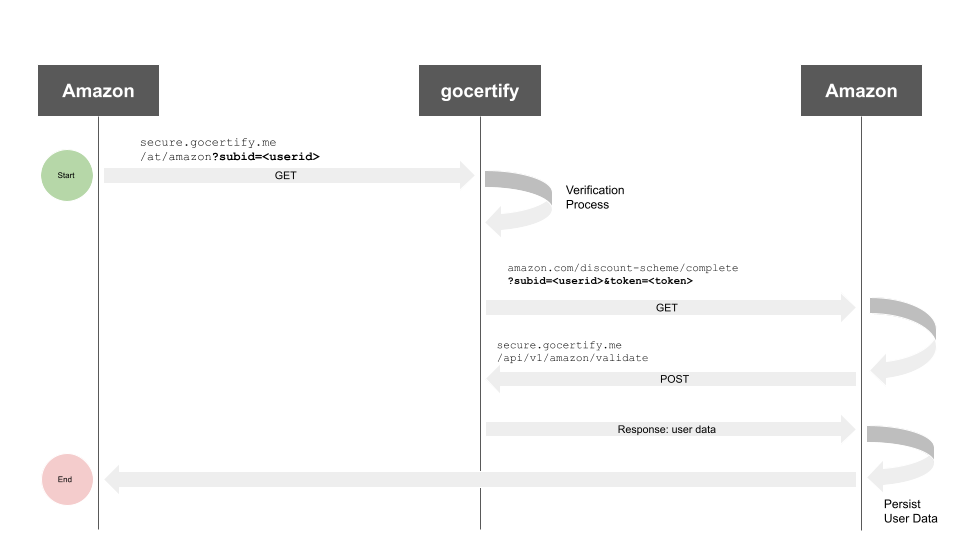 Amazon
gocertify
Amazon
secure.gocertify.me
/at/amazon?subid=<userid>
Start
GET
Verification
Process
amazon.com/discount-scheme/complete
?subid=<userid>&token=<token>
GET
secure.gocertify.me
/api/v1/amazon/validate
POST
Response: user data
End
Persist
User Data